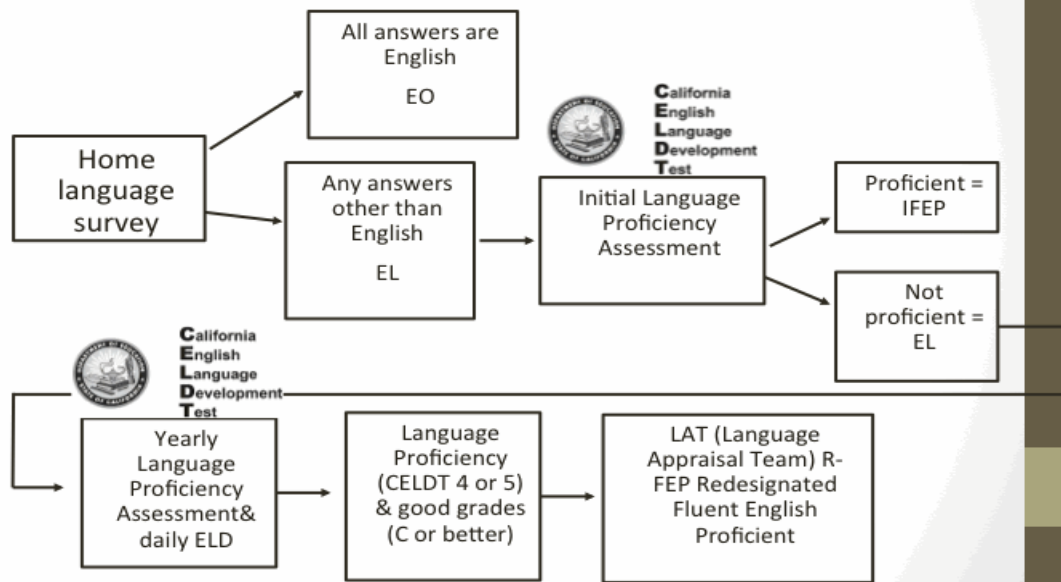 All answers are
English
EO
Home
language
survey
Any answers
other than
English
EL
California
English
Language
Development
Test
Initial Language
Proficiency
Assessment
Proficient =
IFEP
Not
proficient =
EL
California
English
Language
Development
Test
Yearly
Language
Proficiency
Assessment&
daily ELD
Language
Proficiency
(CELDT 4 or 5)
& good grades
(C or better)
LAT (Language
Appraisal Team) R-
FEP Redesignated
Fluent English
Proficient